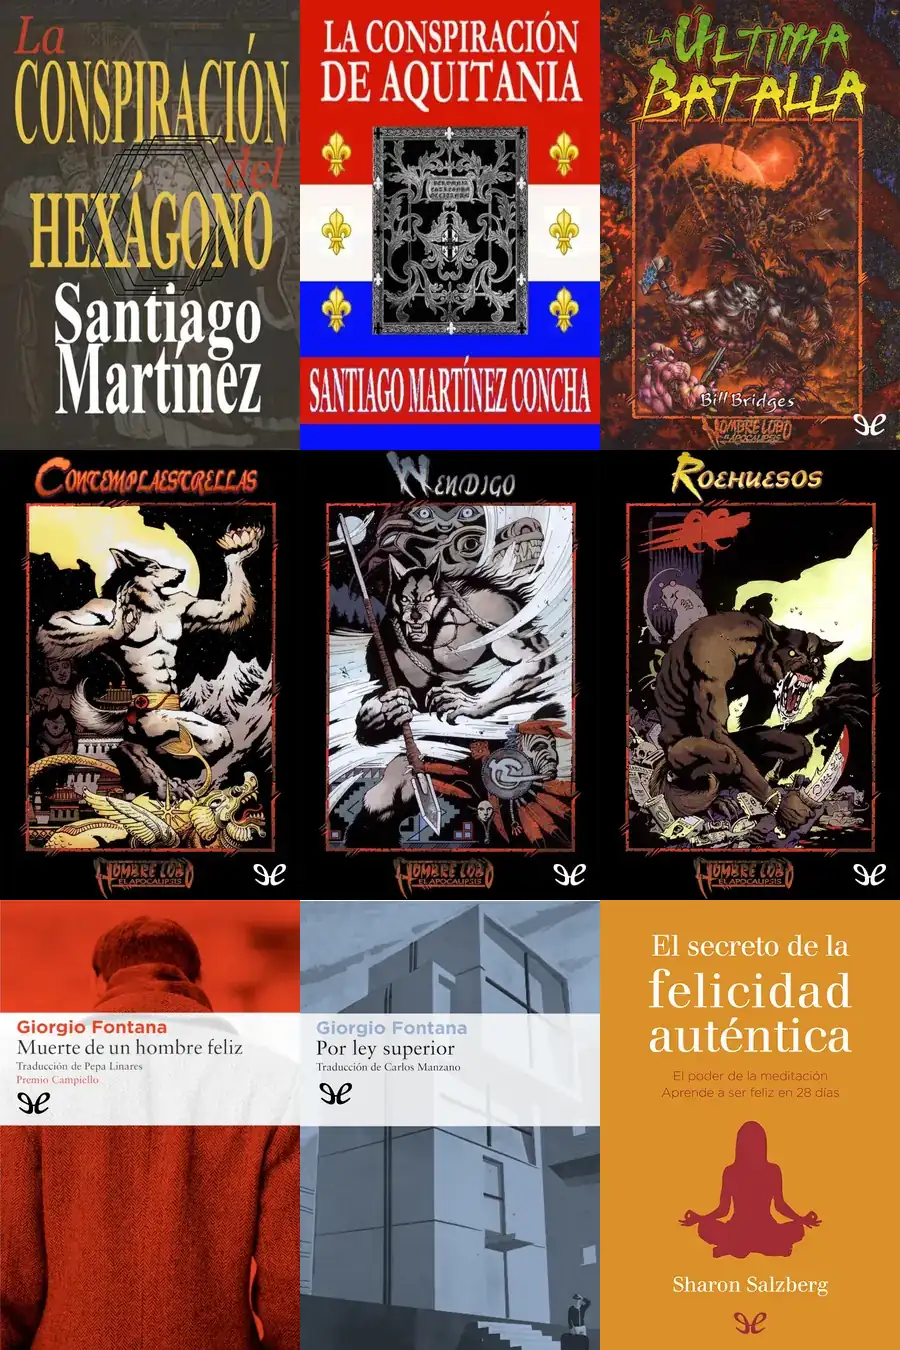 La
CONSPIRACIÓN
del
HEXÁGONO
Santiago
Martínez
LA CONSPIRACIÓN
DE AQUITANIA
SANTIAGO MARTÍNEZ CONCHA
LA ÚLTIMA
BATALLA
Bill Bridges
HOMBRE LOBO
EL APOCALIPSIS
CONTEMPLAESTRELLAS
HOMBRE LOBO
EL APOCALIPSIS
WENDIGO
HOMBRE LOBO
EL APOCALIPSIS
ROEHUESOS
HOMBRE LOBO
EL APOCALIPSIS
Giorgio Fontana
Muerte de un hombre feliz
Traducción de Pepa Linares
Premio Campiello
Giorgio Fontana
Por ley superior
Traducción de Carlos Manzano
El secreto de la
felicidad
auténtica
El poder de la meditación
Aprende a ser feliz en 28 días
Sharon Salzberg